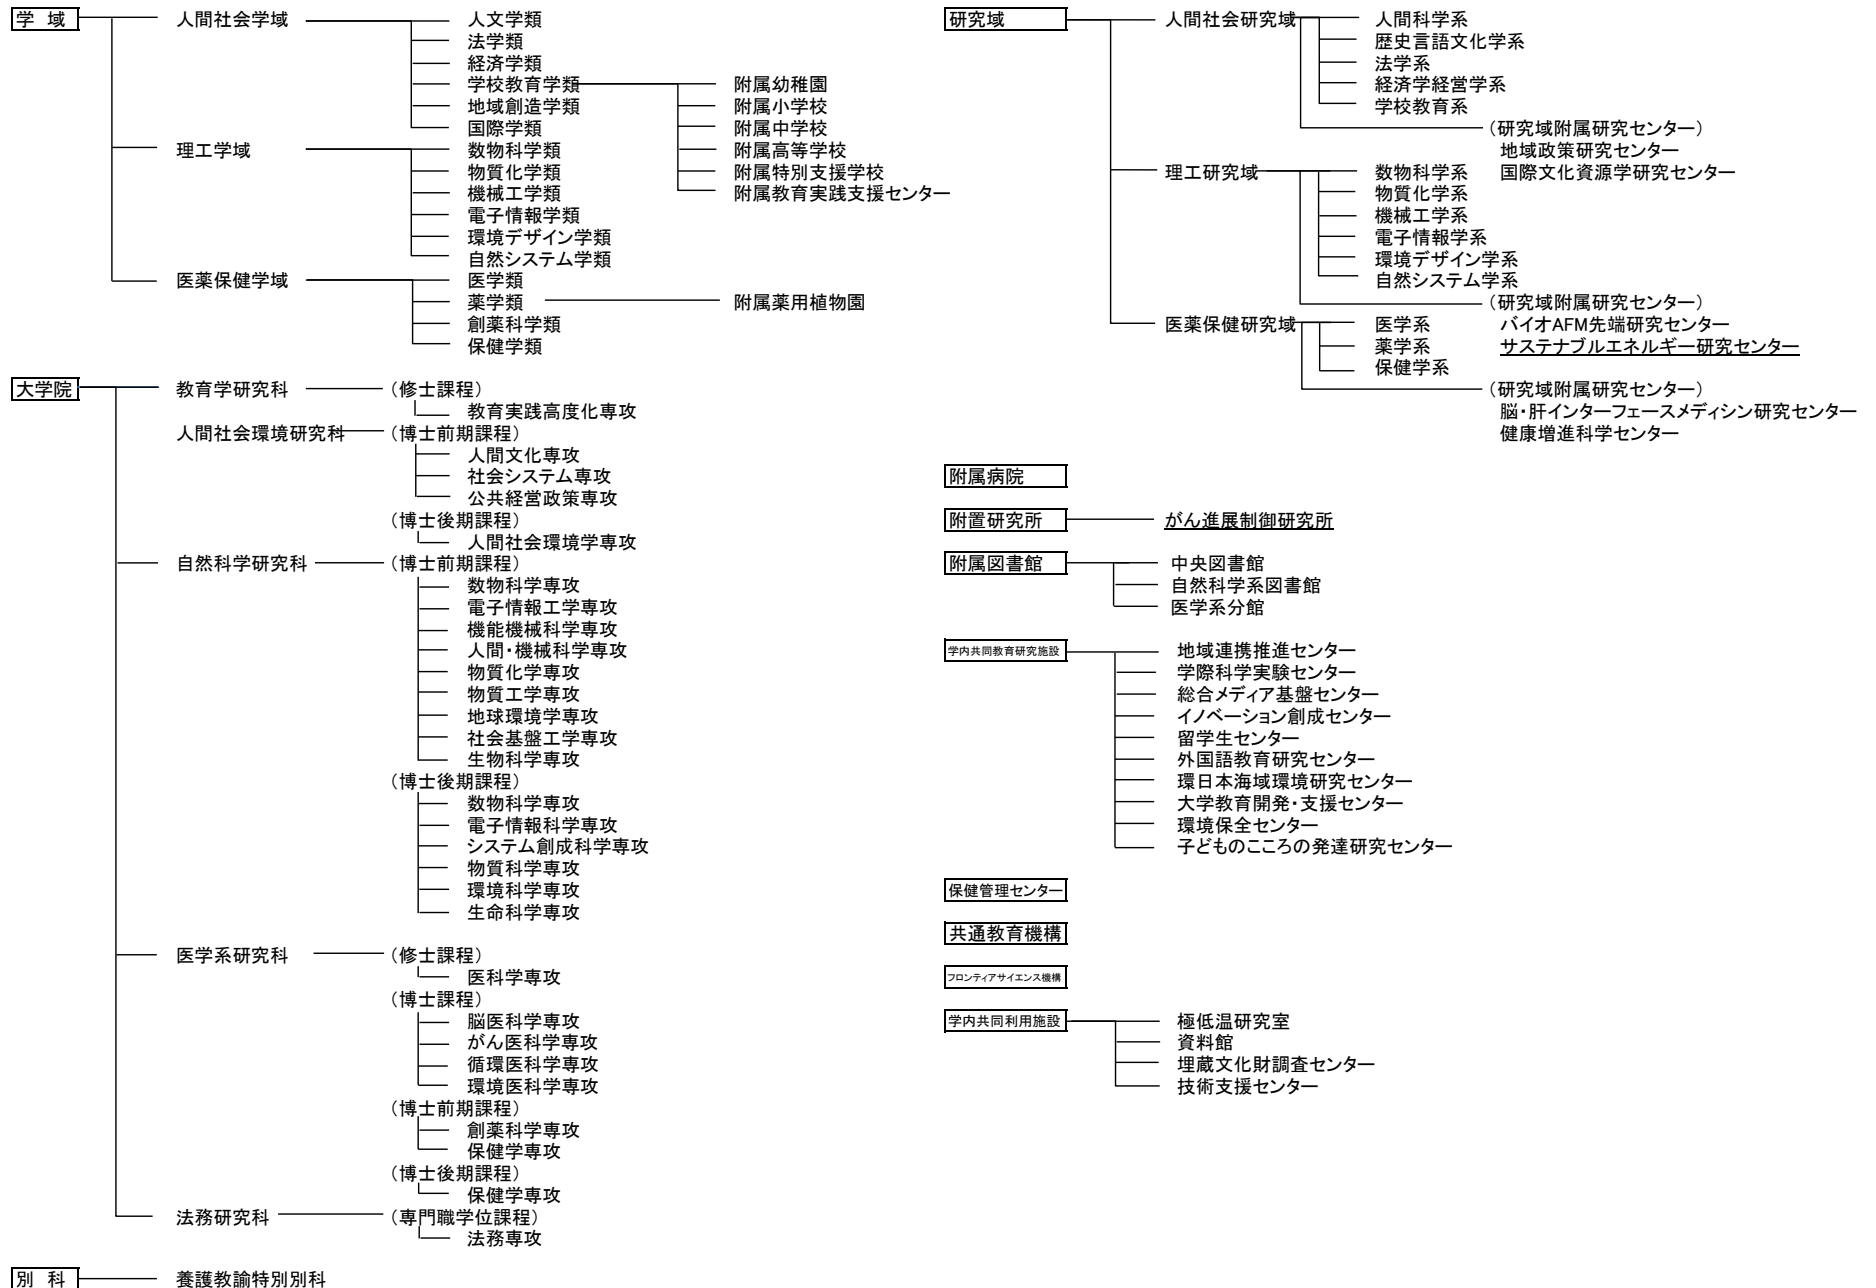 学 域
人間社会学域
人文学類
法学類
経済学類
学校教育学類
附属幼稚園
附属小学校
附属中学校
附属高等学校
附属特別支援学校
附属教育実践支援センター
地域創造学類
国際学類
理工学域
数物科学類
物質化学類
機械工学類
電子情報学類
環境デザイン学類
自然システム学類
医薬保健学域
医学類
薬学類
附属薬用植物園
創薬科学類
保健学類
大学院
教育学研究科
（修士課程）
教育実践高度化専攻
人間社会環境研究科
（博士前期課程）
人間文化専攻
社会システム専攻
公共経営政策専攻
（博士後期課程）
人間社会環境学専攻
自然科学研究科
（博士前期課程）
数物科学専攻
電子情報工学専攻
機能機械科学専攻
人間・機械科学専攻
物質化学専攻
物質工学専攻
地球環境学専攻
社会基盤工学専攻
生物科学専攻
（博士後期課程）
数物科学専攻
電子情報科学専攻
システム創成科学専攻
物質科学専攻
環境科学専攻
生命科学専攻
医学系研究科
（修士課程）
医科学専攻
（博士課程）
脳医科学専攻
がん医科学専攻
循環医科学専攻
環境医科学専攻
（博士前期課程）
創薬科学専攻
保健学専攻
（博士後期課程）
保健学専攻
法務研究科
（専門職学位課程）
法務専攻
別 科
養護教諭特別別科
研究域
人間社会研究域
人間科学系
歴史言語文化学系
法学系
経済学経営学系
学校教育系
（研究域附属研究センター）
地域政策研究センター
国際文化資源学研究センター
理工研究域
数物科学系
物質化学系
機械工学系
電子情報学系
環境デザイン学系
自然システム学系
（研究域附属研究センター）
バイオAFM先端研究センター
サステナブルエネルギー研究センター
医薬保健研究域
医学系
薬学系
保健学系
（研究域附属研究センター）
脳・肝インターフェースメディシン研究センター
健康増進科学センター
附属病院
附置研究所
がん進展制御研究所
附属図書館
中央図書館
自然科学系図書館
医学系分館
学内共同教育研究施設
地域連携推進センター
学際科学実験センター
総合メディア基盤センター
イノベーション創成センター
留学生センター
外国語教育研究センター
環日本海域環境研究センター
大学教育開発・支援センター
環境保全センター
子どものこころの発達研究センター
保健管理センター
共通教育機構
フロンティアサイエンス機構
学内共同利用施設
極低温研究室
資料館
埋蔵文化財調査センター
技術支援センター